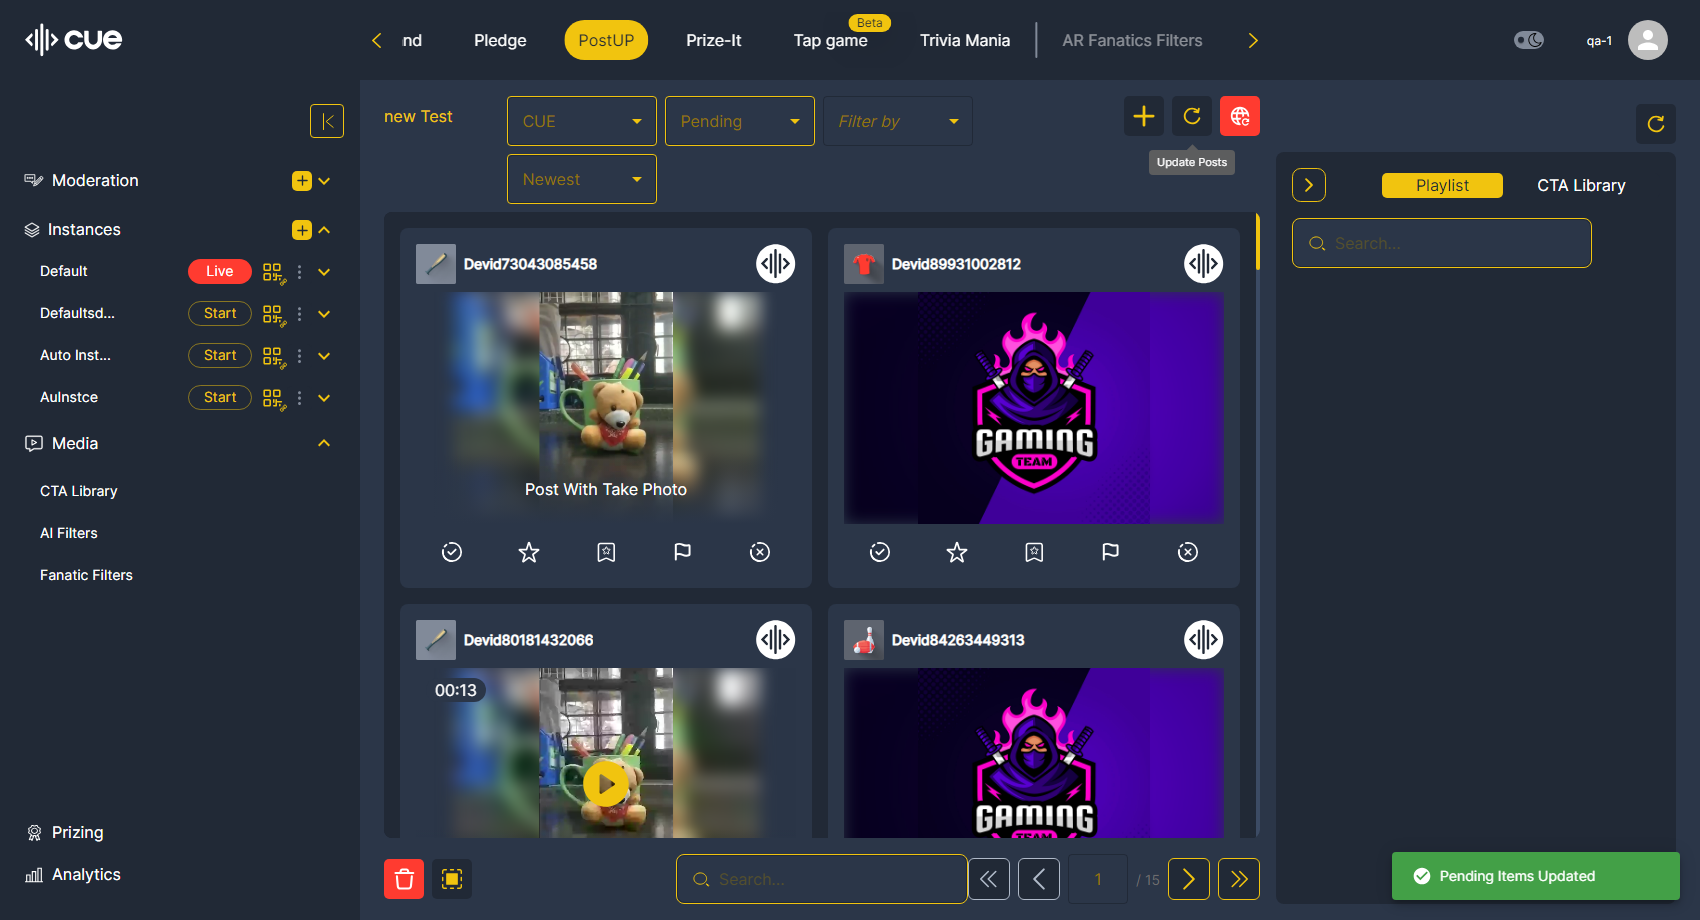 cue
nd
Pledge
PostUP
Prize-It
Tap game
Beta
Trivia Mania
AR Fanatics Filters
qa-1
Moderation
Instances
Default
Live
Defaultsd...
Start
Auto Inst...
Start
AuInstce
Start
Media
CTA Library
AI Filters
Fanatic Filters
Prizing
Analytics
new Test
CUE
Pending
Filter by
Newest
Update Posts
Devid73043085458
Post With Take Photo
Devid89931002812
GAMING
TEAM
Devid80181432066
00:13
Devid84263449313
GAMING
TEAM
Search...
1
/ 15
Playlist
CTA Library
Search...
Pending Items Updated